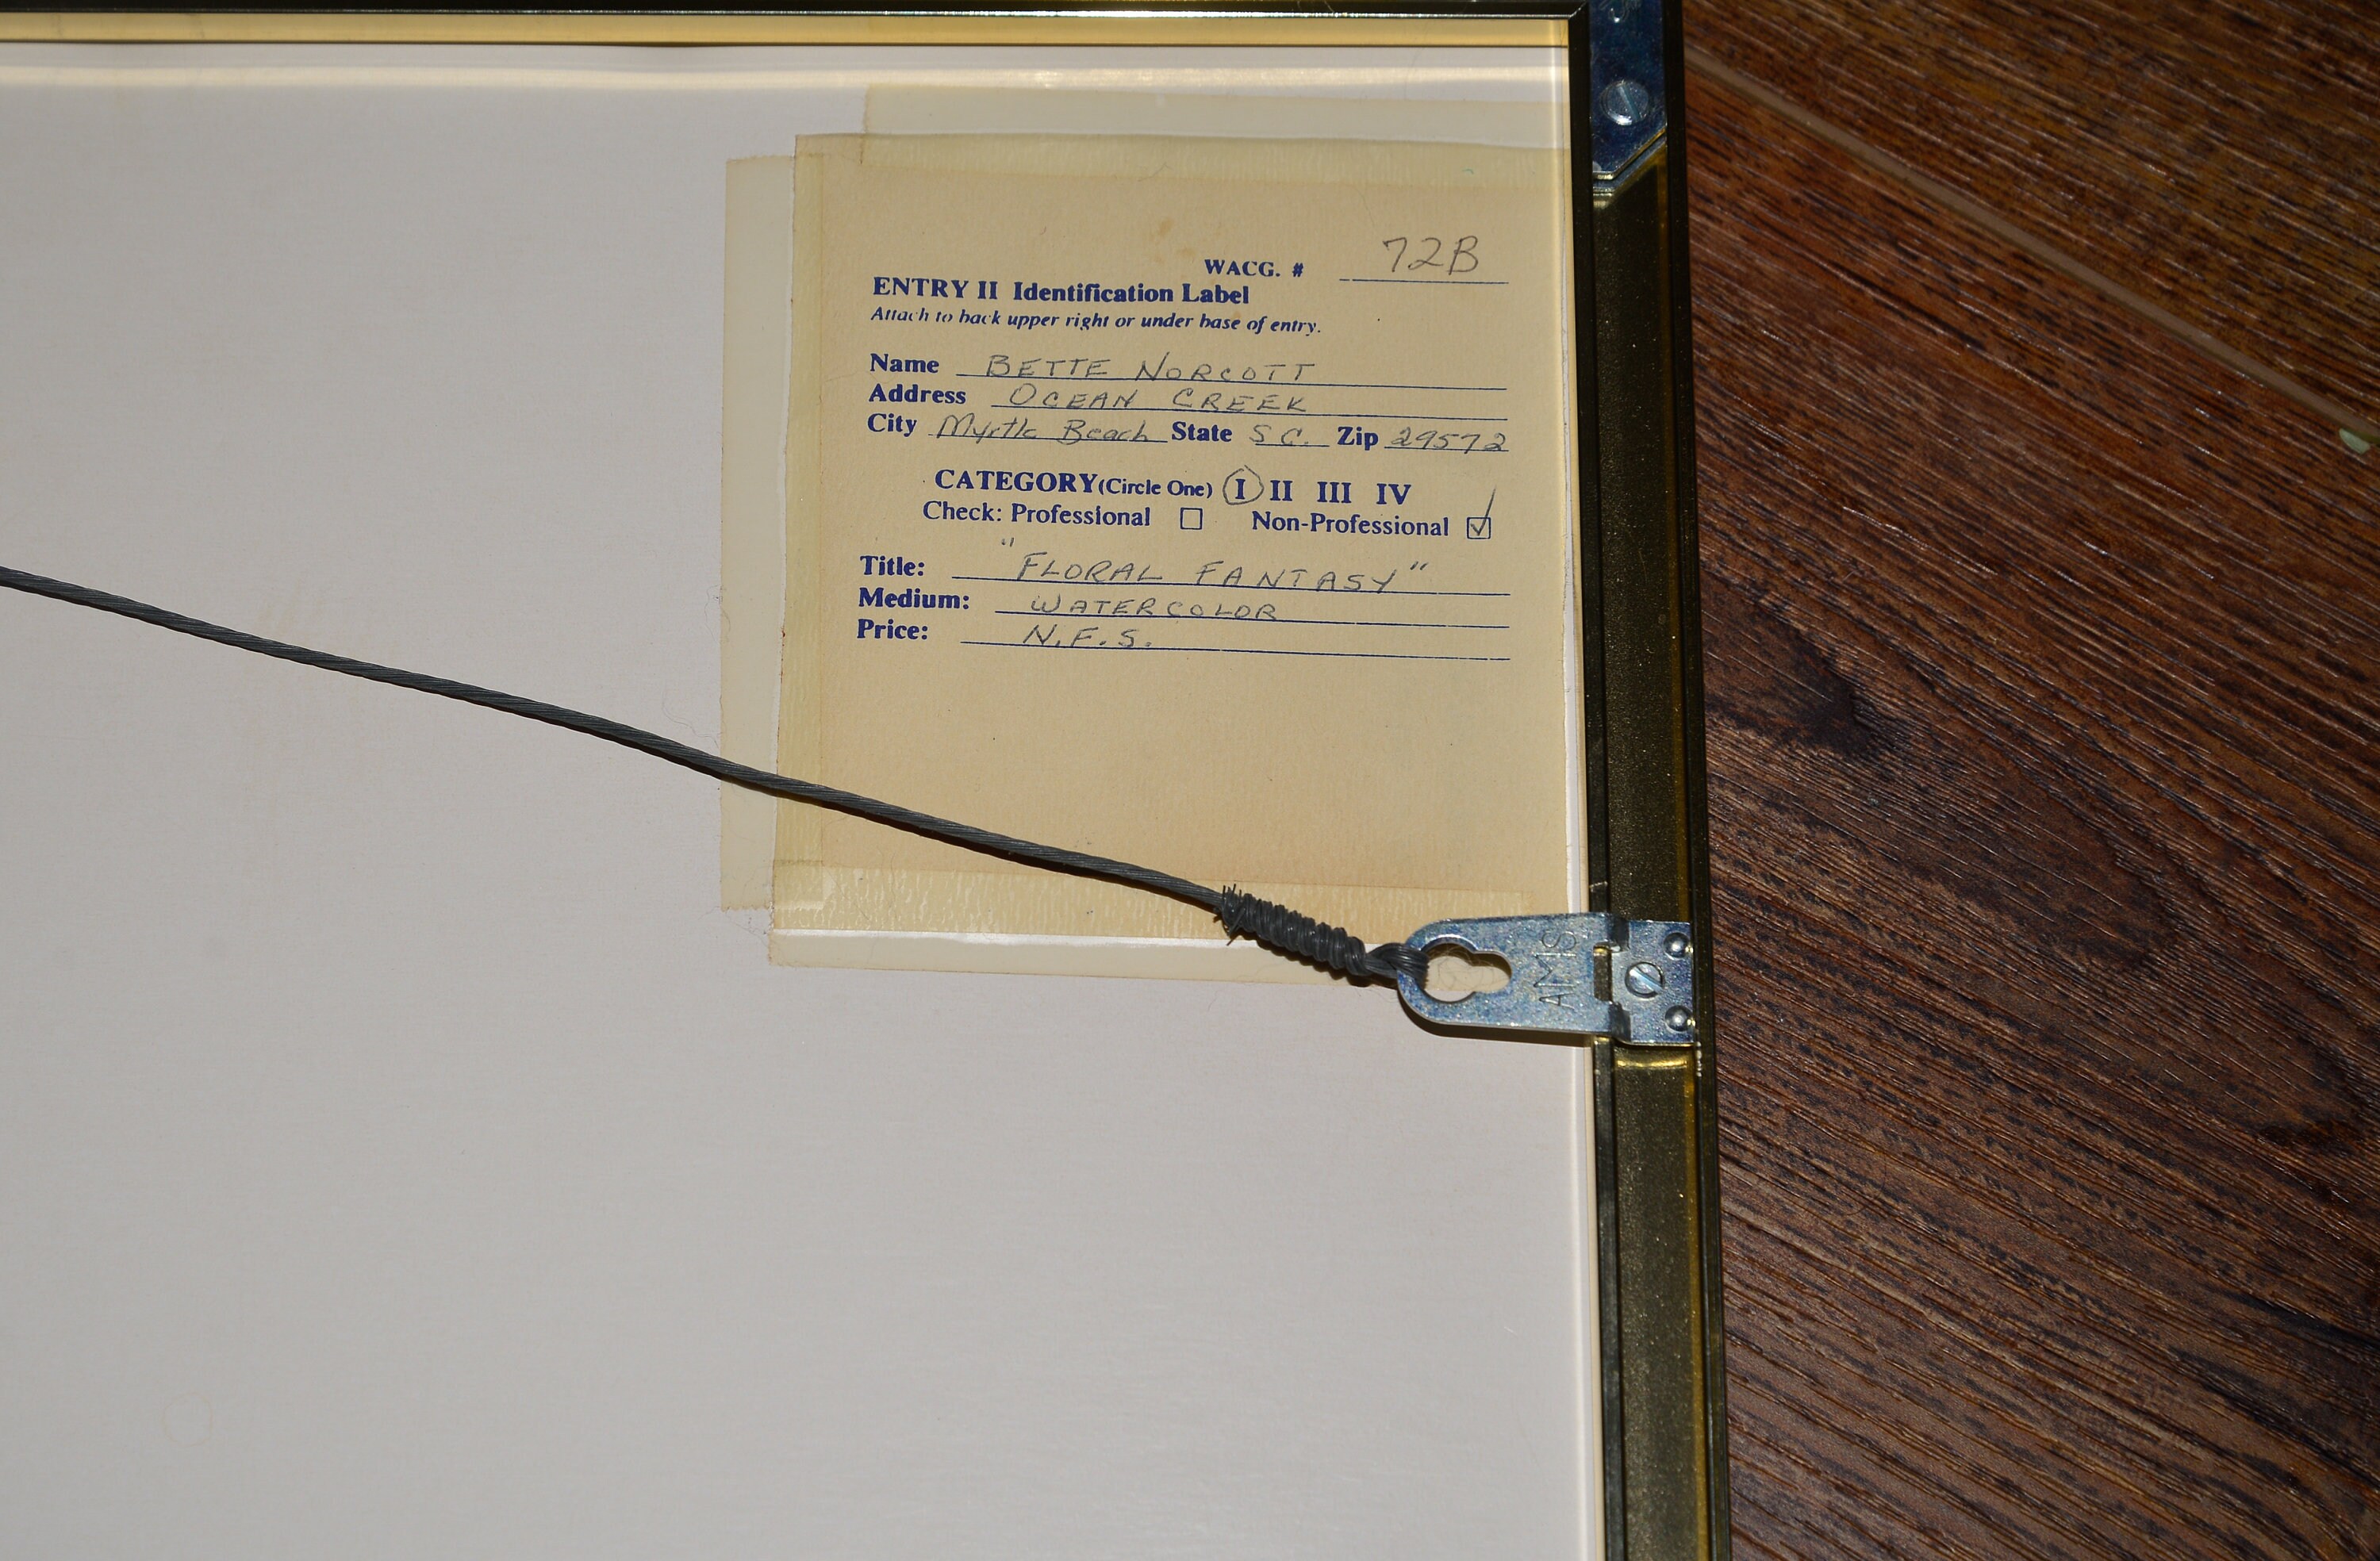 WACG. # 72B
ENTRY II Identification Label
Attach to back upper right or under base of entry.
Name BETTE NORCOTT
Address OCEAN CREEK
City Myrtle Beach State S.C. Zip 29572
CATEGORY (Circle One) I II III IV
Check: Professional Non-Professional
Title: "FLORAL FANTASY"
Medium: WATERCOLOR
Price: N.F.S.
AMS